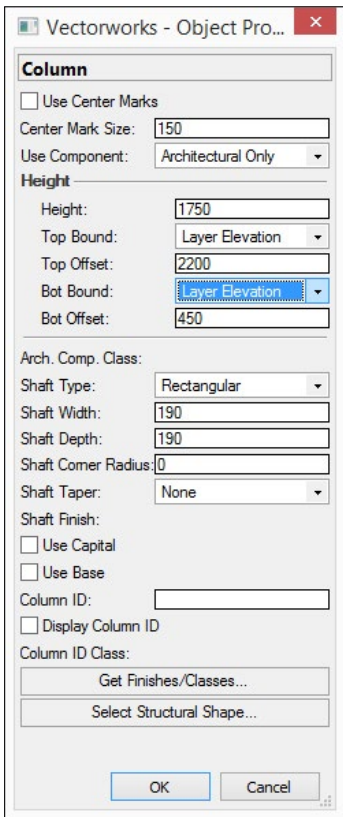 Vectorworks - Object Pro...
Column
Use Center Marks
Center Mark Size: 150
Use Component: Architectural Only
Height
Height: 1750
Top Bound: Layer Elevation
Top Offset: 2200
Bot Bound: Layer Elevation
Bot Offset: 450
Arch. Comp. Class:
Shaft Type: Rectangular
Shaft Width: 190
Shaft Depth: 190
Shaft Corner Radius: 0
Shaft Taper: None
Shaft Finish:
Use Capital
Use Base
Column ID:
Display Column ID
Column ID Class:
Get Finishes/Classes...
Select Structural Shape...
OK Cancel